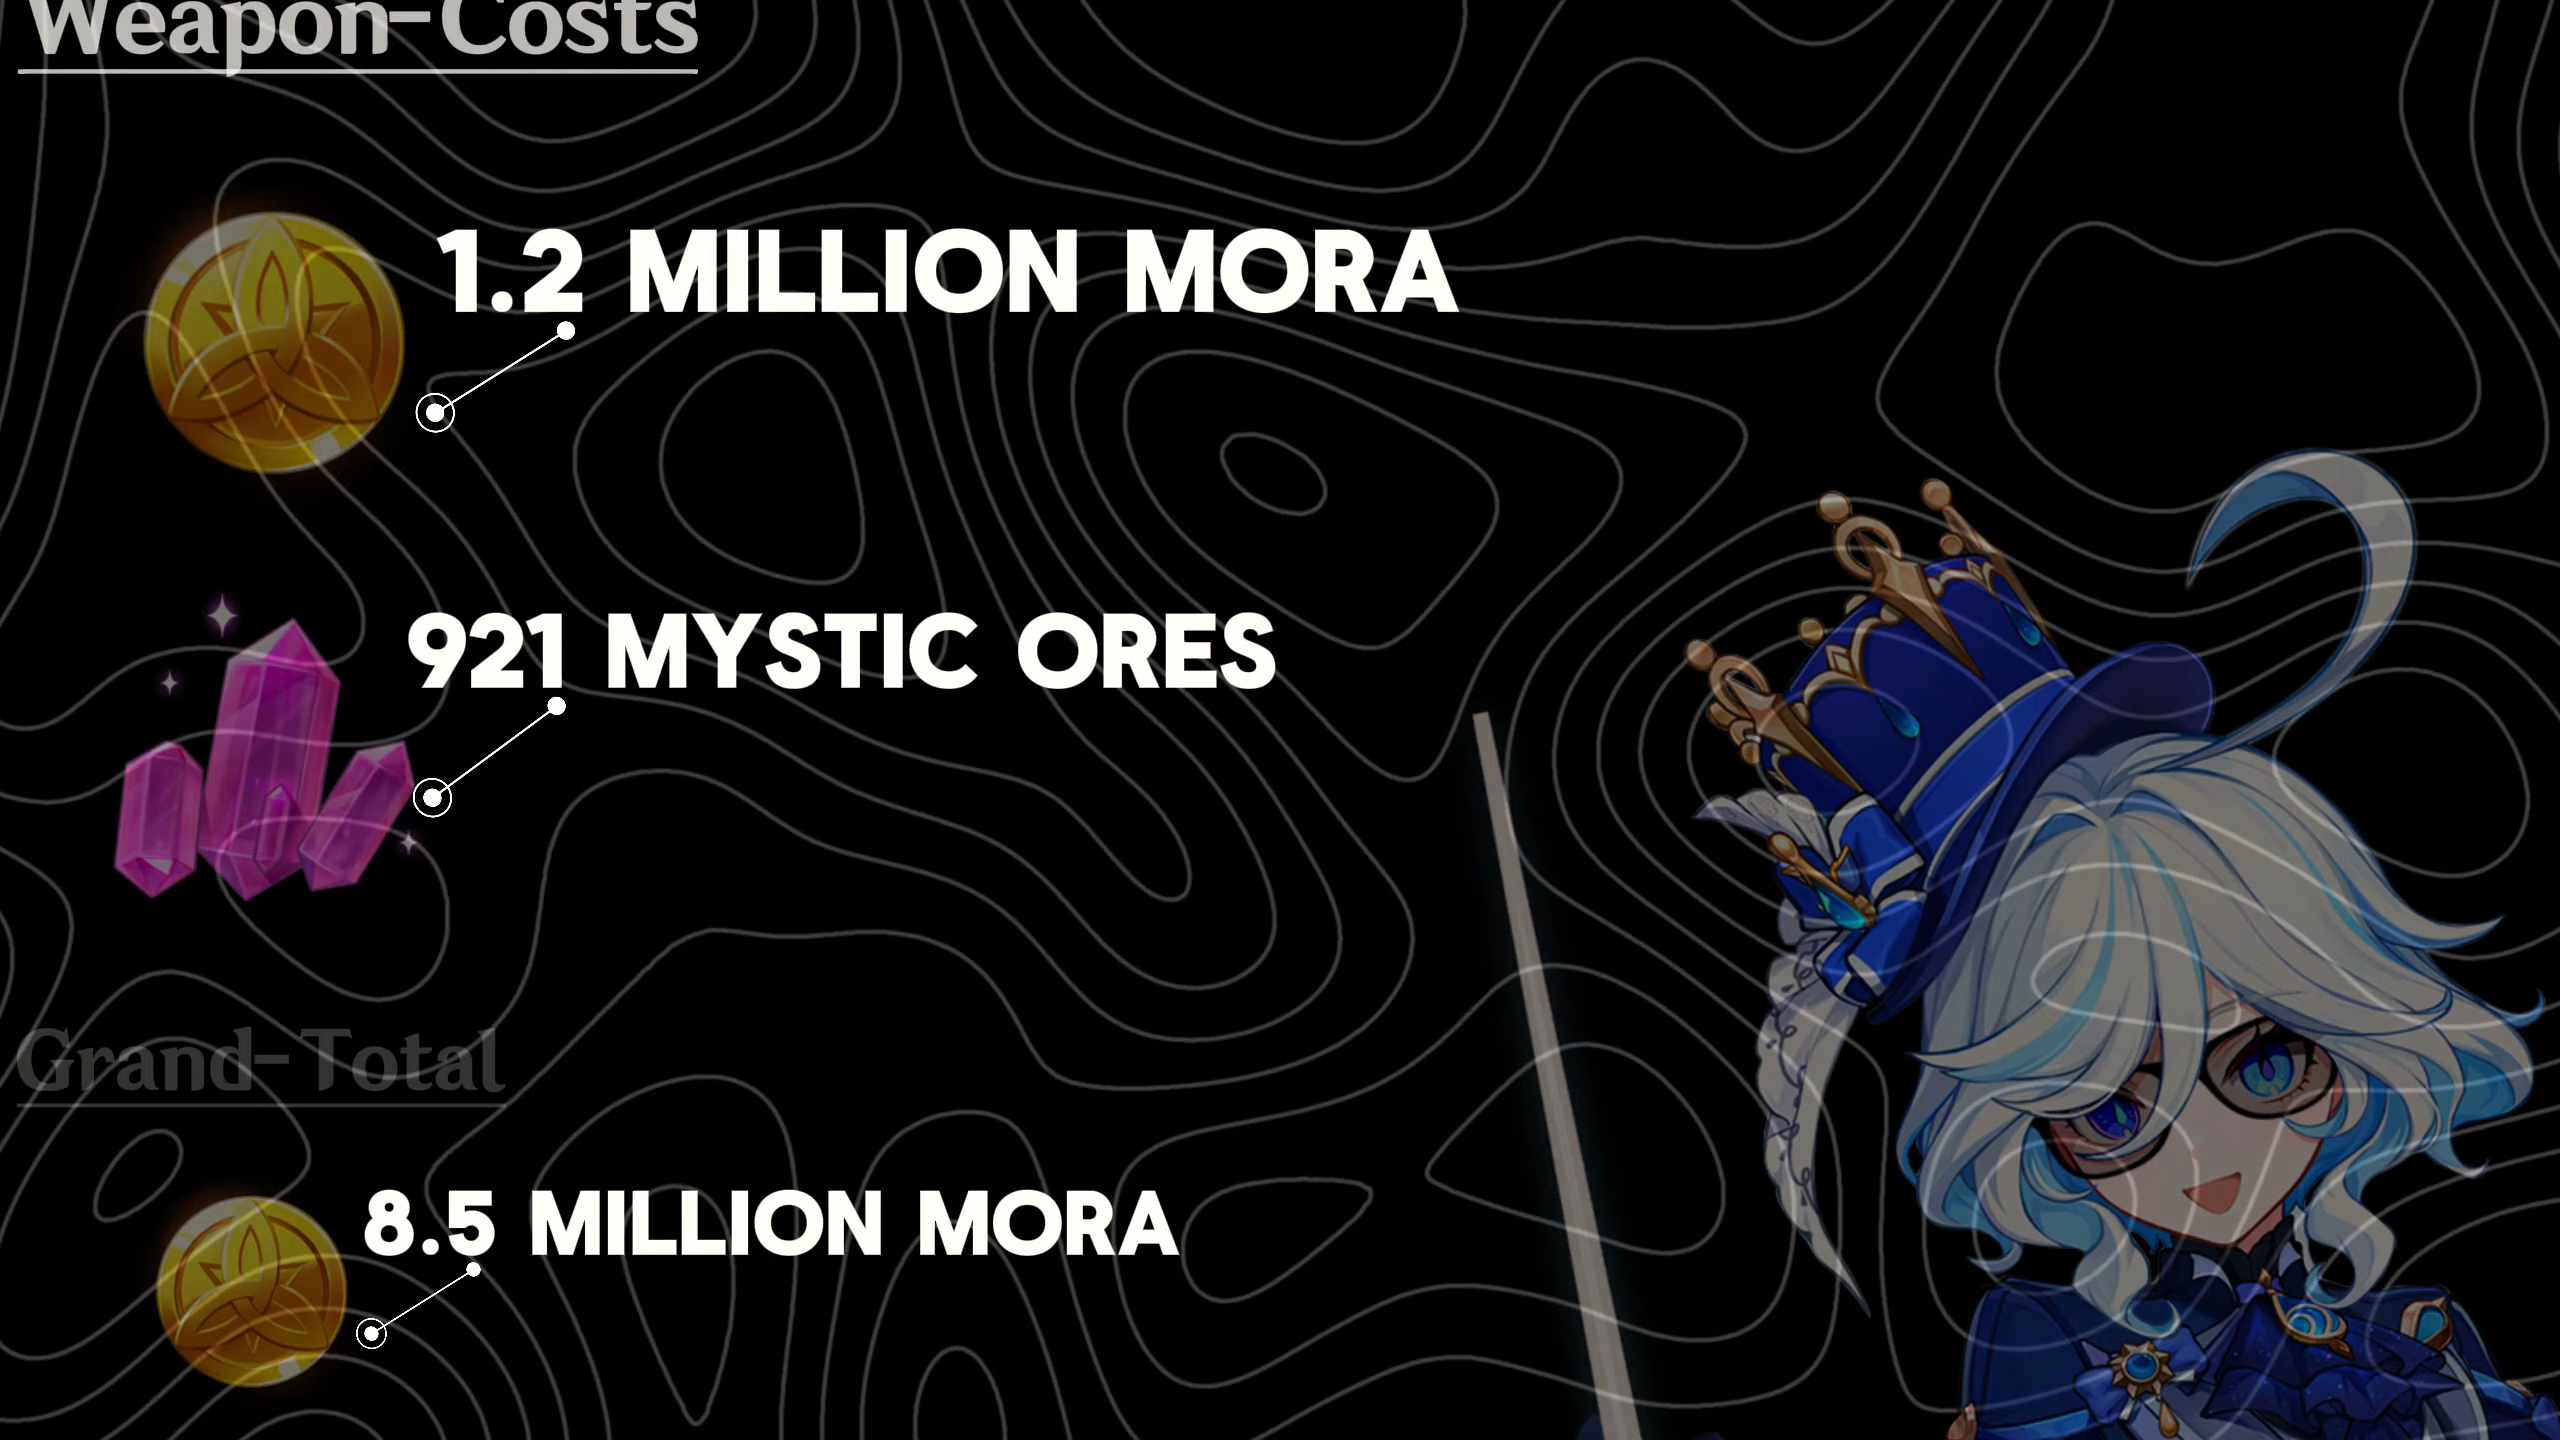 Weapon-Costs
1.2 MILLION MORA
921 MYSTIC ORES
Grand-Total
8.5 MILLION MORA